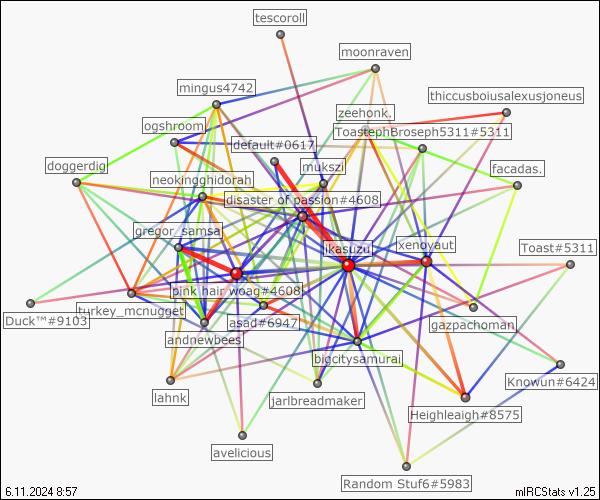 tescoroll
moonraven
mingus4742
thiccusboiusalexusjoneus
zeehonk.
ogshroom
ToastephBroseph5311#5311
default#0617
mukszi
doggerdig
facadas.
neokingghidorah
disaster of passion#4608
gregor_samsa
ikasuzu
xenoyaut
Toast#5311
pink hair woag#4608
turkey_mcnugget
Duck™#9103
asad#6947
gazpachoman
andnewbees
bigcitysamurai
Knowun#6424
lahnk
jarlbreadmaker
Heighleaigh#8575
avelicious
Random Stuf6#5983
6.11.2024 8:57
mIRCStats v1.25